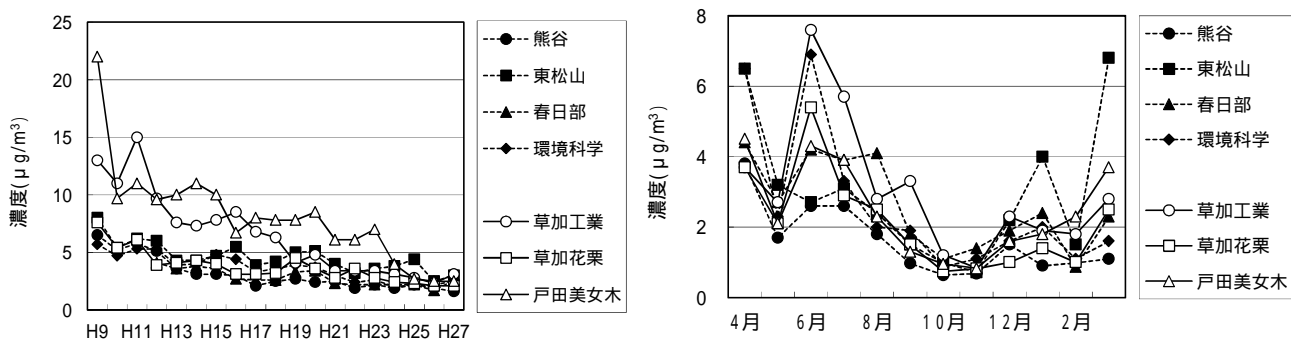 25
20
15
10
5
0
濃度(μg/m³)
H9 H11 H13 H15 H17 H19 H21 H23 H25 H27
熊谷
東松山
春日部
環境科学
草加工業
草加花栗
戸田美女木
8
6
4
2
0
濃度(μg/m³)
4月 6月 8月 10月 12月 2月
熊谷
東松山
春日部
環境科学
草加工業
草加花栗
戸田美女木